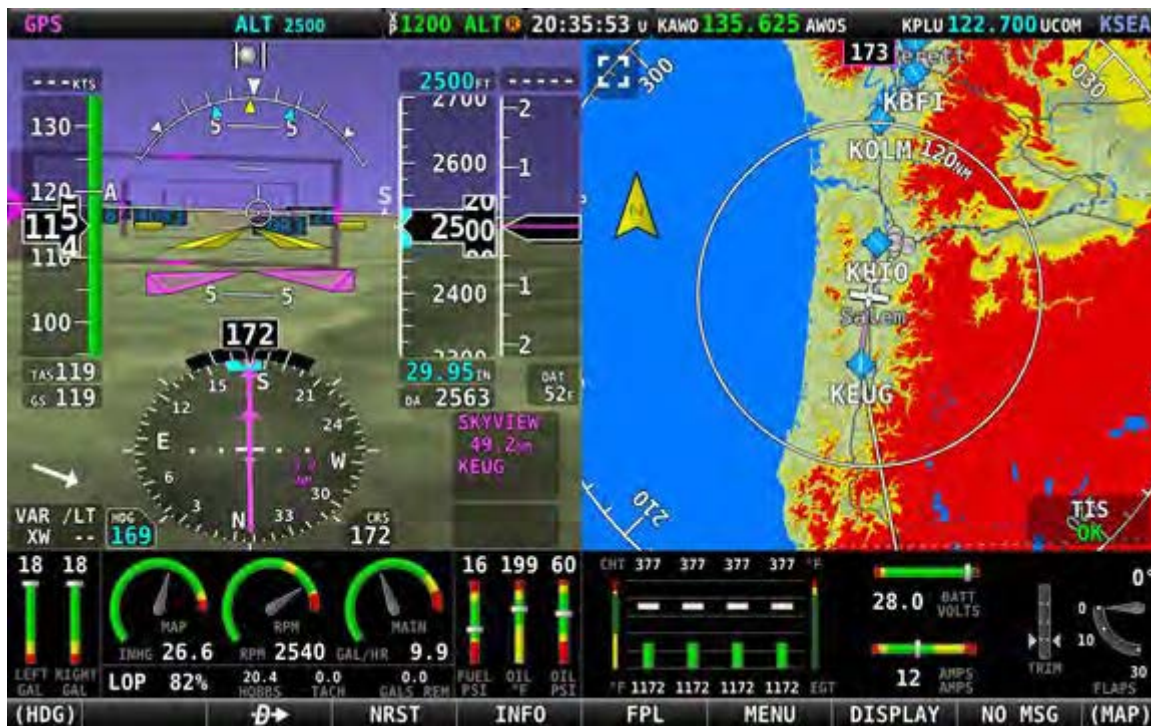 GPS ALT 2500 1200 ALT R 20:35:53 U KAWO 135.625 AWOS KPLU 122.700 UCOM KSEA
---KTS 2500FT -----
173
300
030
130
120
115
4
110
100
A
S
5 5
5 5
2700
2600
20
2500
2400
2
1
1
2
KBFI
KOLM
120NM
N
KHIO
Salem
KEUG
210
172
TAS 119
GS 119
29.95IN
DA 2563
OAT
52F
SKYVIEW
49.2nm
KEUG
S 21 24 W 30 33 N 3 6 E 12 15
VAR /LT
XW --
HDG
169
CRS
172
TIS
OK
18 18
LEFT GAL
RIGHT GAL
MAP
INHG 26.6
RPM
RPM 2540
MAIN
GAL/HR 9.9
LOP 82%
20.4 HOBBS
0.0 TACH
0.0 GALS REM
16 199 60
FUEL PSI
OIL °F
OIL PSI
CHT 377 377 377 377 °F
°F 1172 1172 1172 1172 EGT
28.0 BATT VOLTS
12 AMPS AMPS
TRIM
0°
0
10
30
FLAPS
(HDG) D NRST INFO FPL MENU DISPLAY NO MSG (MAP)